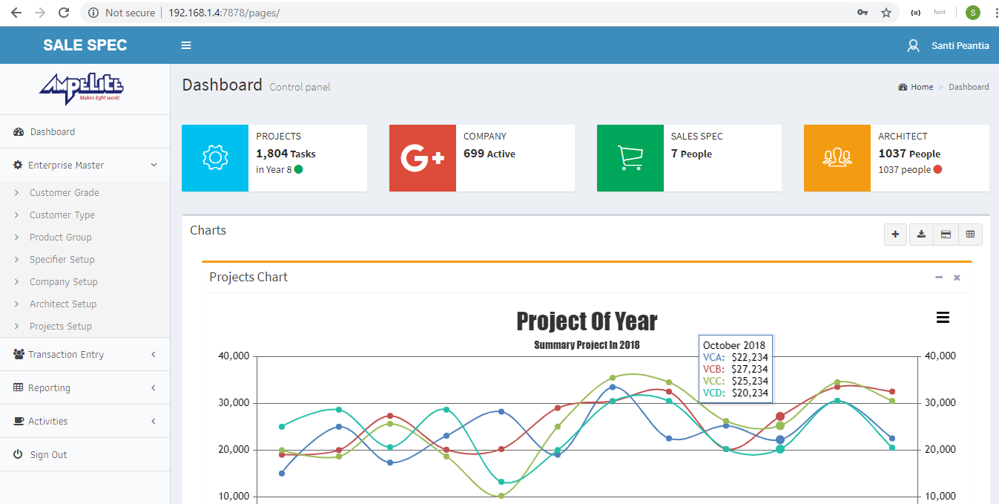 Not secure
192.168.1.4:7878/pages/
font
S
SALE SPEC
Santi Peantia
AMPELITE
Makes light work!
Dashboard
Enterprise Master
Customer Grade
Customer Type
Product Group
Specifier Setup
Company Setup
Architect Setup
Projects Setup
Transaction Entry
Reporting
Activities
Sign Out
Dashboard Control panel
Home > Dashboard
PROJECTS
1,804 Tasks
in Year 8
G+
COMPANY
699 Active
SALES SPEC
7 People
ARCHITECT
1037 People
1037 people
Charts
Projects Chart
Project Of Year
Summary Project In 2018
October 2018
VCA: $22,234
VCB: $27,234
VCC: $25,234
VCD: $20,234
40,000
30,000
20,000
10,000
40,000
30,000
20,000
10,000